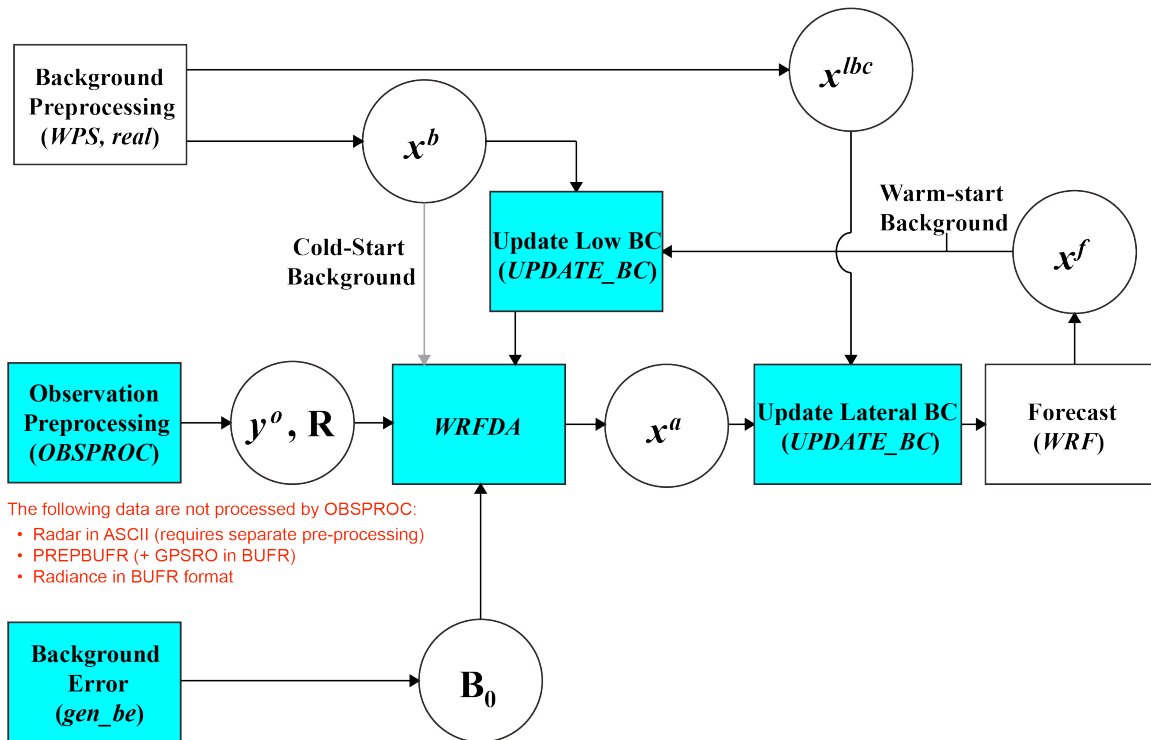 Background
Preprocessing
(WPS, real)
x^b
x^lbc
Cold-Start
Background
Update Low BC
(UPDATE_BC)
Warm-start
Background
x^f
Observation
Preprocessing
(OBSPROC)
y^o, R
WRFDA
x^a
Update Lateral BC
(UPDATE_BC)
Forecast
(WRF)
The following data are not processed by OBSPROC:
• Radar in ASCII (requires separate pre-processing)
• PREPBUFR (+ GPSRO in BUFR)
• Radiance in BUFR format
Background
Error
(gen_be)
B₀